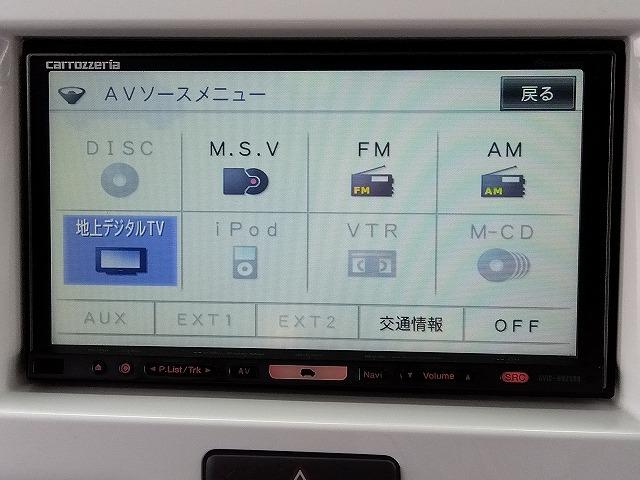 carrozzeria
AVソースメニュー 戻る
DISC M.S.V FM AM
FM AM
地上デジタルTV iPod VTR M-CD
AUX EXT1 EXT2 交通情報 OFF
P.List/Trk AV Navi Volume SRC